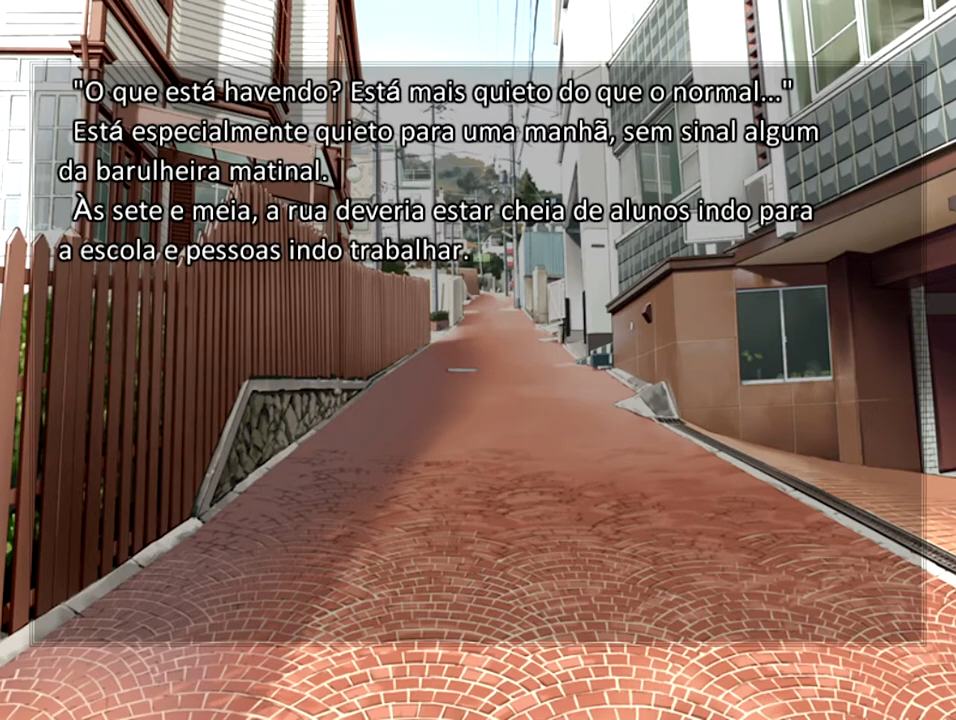 "O que está havendo? Está mais quieto do que o normal..."
Está especialmente quieto para uma manhã, sem sinal algum
da barulheira matinal.
Às sete e meia, a rua deveria estar cheia de alunos indo para
a escola e pessoas indo trabalhar.